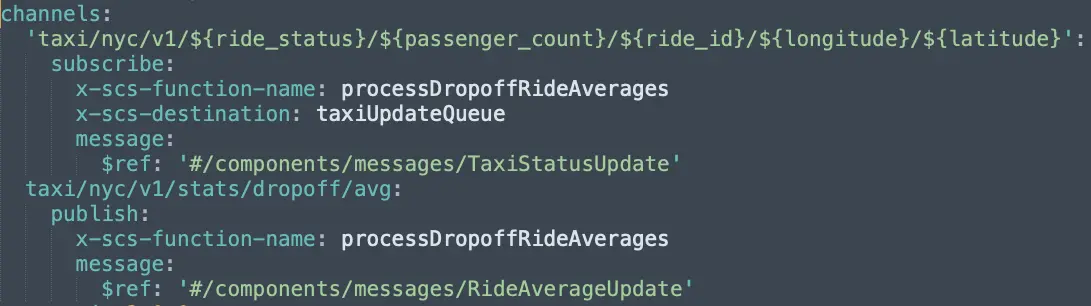 channels:
  'taxi/nyc/v1/${ride_status}/${passenger_count}/${ride_id}/${longitude}/${latitude}':
    subscribe:
      x-scs-function-name: processDropoffRideAverages
      x-scs-destination: taxiUpdateQueue
      message:
        $ref: '#/components/messages/TaxiStatusUpdate'
  taxi/nyc/v1/stats/dropoff/avg:
    publish:
      x-scs-function-name: processDropoffRideAverages
      message:
        $ref: '#/components/messages/RideAverageUpdate'